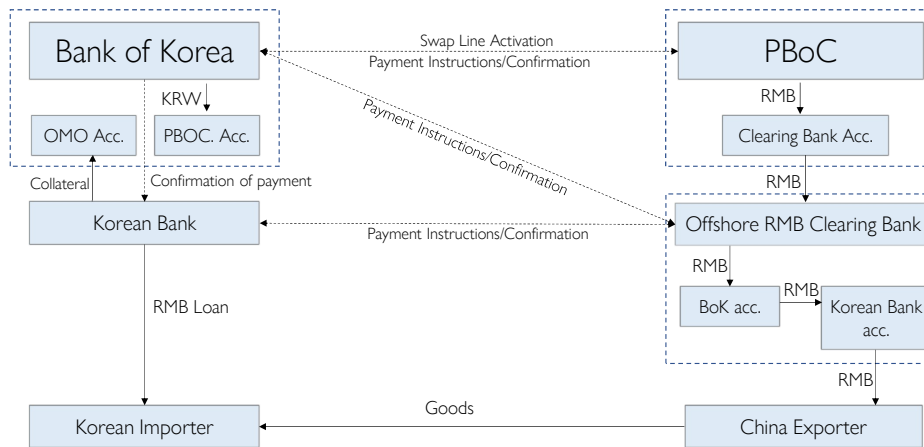 Bank of Korea
Swap Line Activation
Payment Instructions/Confirmation
PBoC
KRW
RMB
OMO Acc.
PBOC. Acc.
Payment Instructions/Confirmation
Clearing Bank Acc.
Collateral
Confirmation of payment
RMB
Korean Bank
Payment Instructions/Confirmation
Offshore RMB Clearing Bank
RMB
BoK acc.
RMB
Korean Bank
acc.
RMB Loan
RMB
Korean Importer
Goods
China Exporter